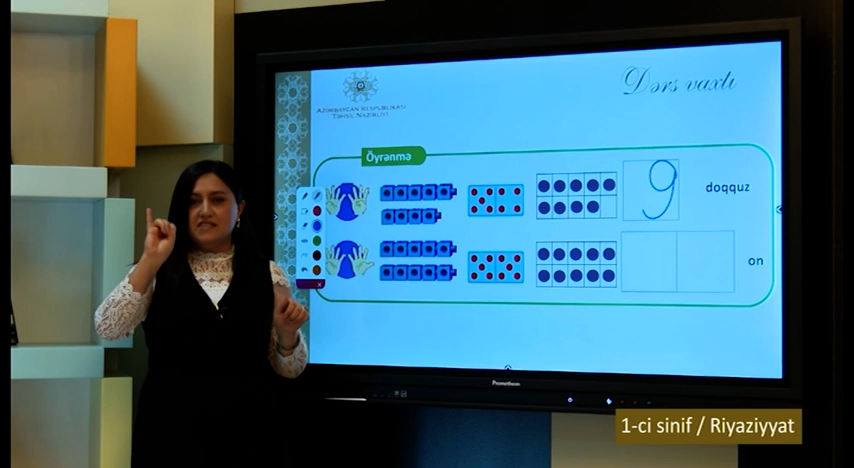 Dərs vaxtı
AZƏRBAYCAN RESPUBLİKASI
TƏHSİL NAZİRLİYİ
Öyrənmə
9
doqquz
on
Promethean
1-ci sinif / Riyaziyyat